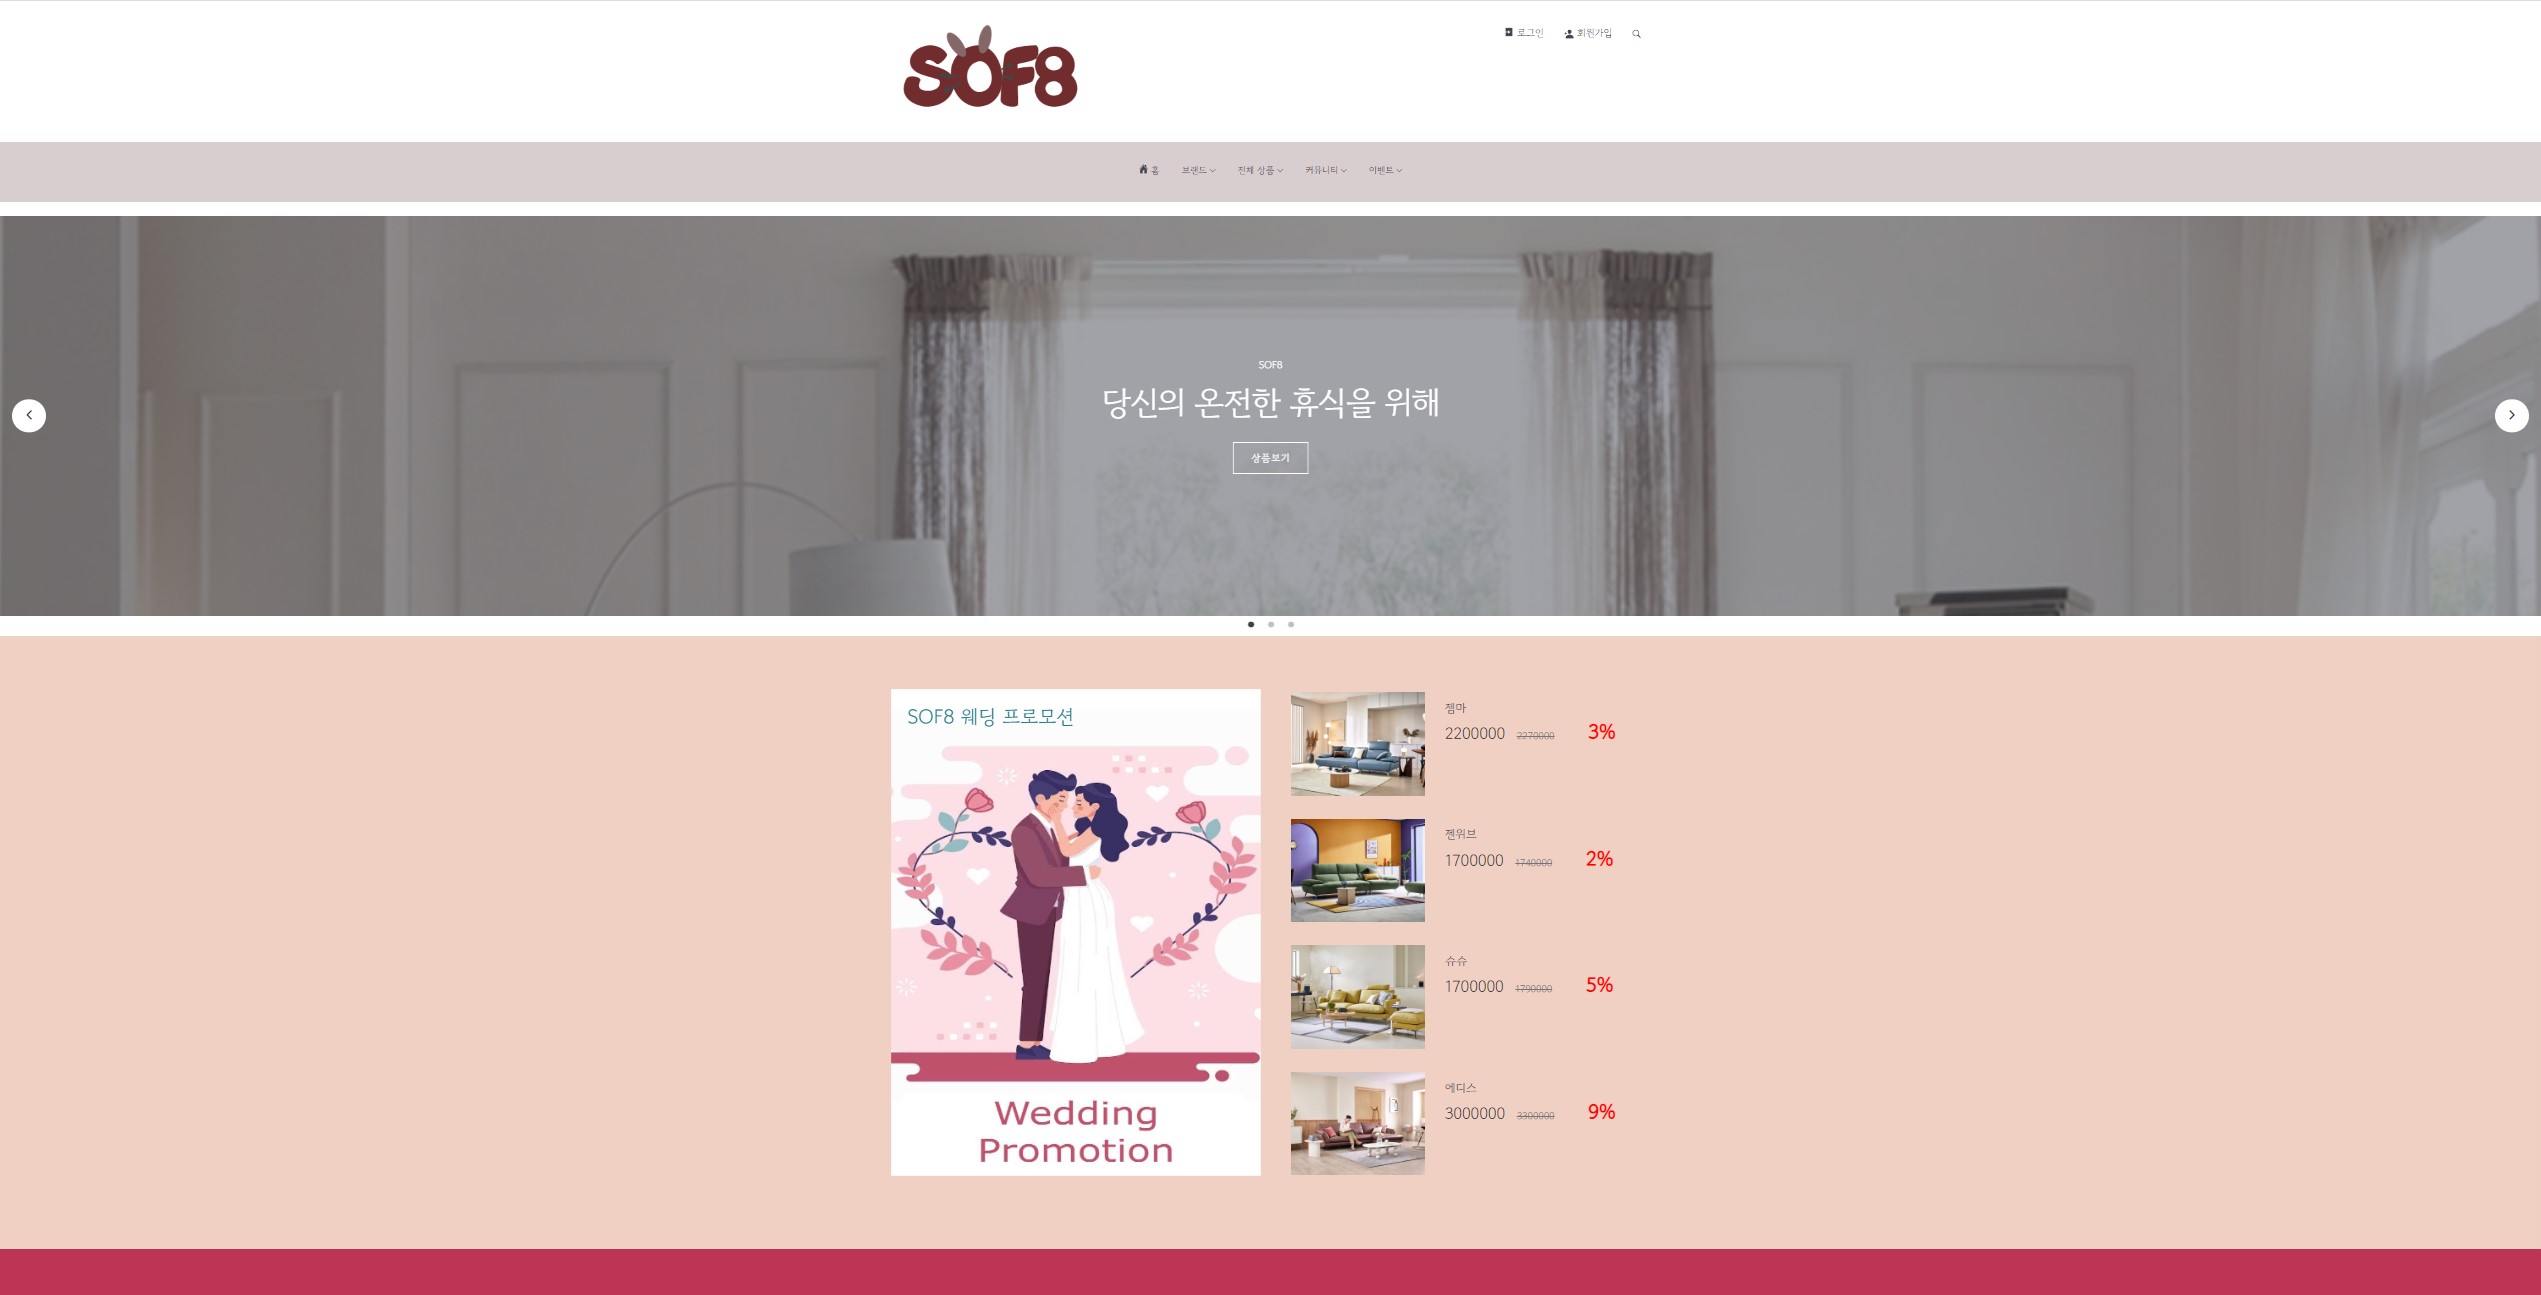 SOF8
로그인 회원가입
홈 브랜드 전체 상품 커뮤니티 이벤트
SOF8
당신의 온전한 휴식을 위해
상품보기
SOF8 웨딩 프로모션
Wedding
Promotion
젬마
2200000 2270000 3%
젠위브
1700000 1740000 2%
슈슈
1700000 1790000 5%
에디스
3000000 3300000 9%